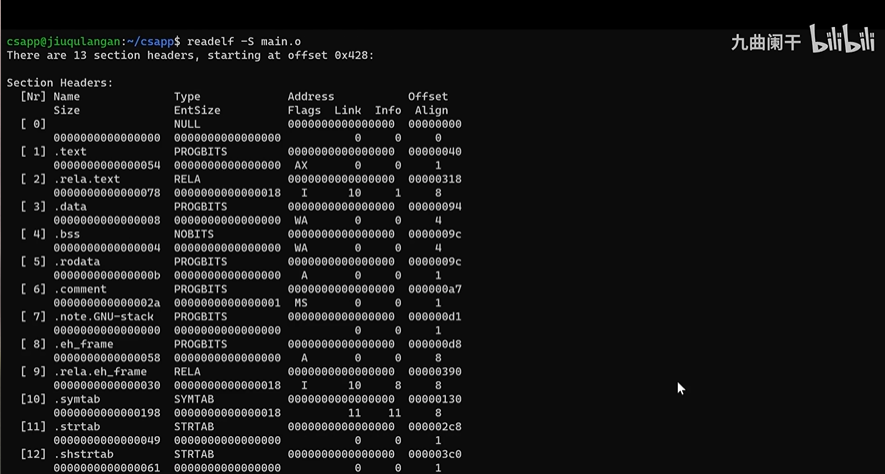 九曲阑干 bilibili
csapp@jiuqulangan:~/csapp$ readelf -S main.o
There are 13 section headers, starting at offset 0x428:
Section Headers:
[Nr] Name Type Address Offset
Size EntSize Flags Link Info Align
[ 0] NULL 0000000000000000 00000000
0000000000000000 0000000000000000 0 0 0
[ 1] .text PROGBITS 0000000000000000 00000040
0000000000000054 0000000000000000 AX 0 0 1
[ 2] .rela.text RELA 0000000000000000 00000318
0000000000000078 0000000000000018 I 10 1 8
[ 3] .data PROGBITS 0000000000000000 00000094
0000000000000008 0000000000000000 WA 0 0 4
[ 4] .bss NOBITS 0000000000000000 0000009c
0000000000000004 0000000000000000 WA 0 0 4
[ 5] .rodata PROGBITS 0000000000000000 0000009c
000000000000000b 0000000000000000 A 0 0 1
[ 6] .comment PROGBITS 0000000000000000 000000a7
000000000000002a 0000000000000001 MS 0 0 1
[ 7] .note.GNU-stack PROGBITS 0000000000000000 000000d1
0000000000000000 0000000000000000 0 0 1
[ 8] .eh_frame PROGBITS 0000000000000000 000000d8
0000000000000058 0000000000000000 A 0 0 8
[ 9] .rela.eh_frame RELA 0000000000000000 00000390
0000000000000030 0000000000000018 I 10 8 8
[10] .symtab SYMTAB 0000000000000000 00000130
0000000000000198 0000000000000018 11 11 8
[11] .strtab STRTAB 0000000000000000 000002c8
0000000000000049 0000000000000000 0 0 1
[12] .shstrtab STRTAB 0000000000000000 000003c0
0000000000000061 0000000000000000 0 0 1